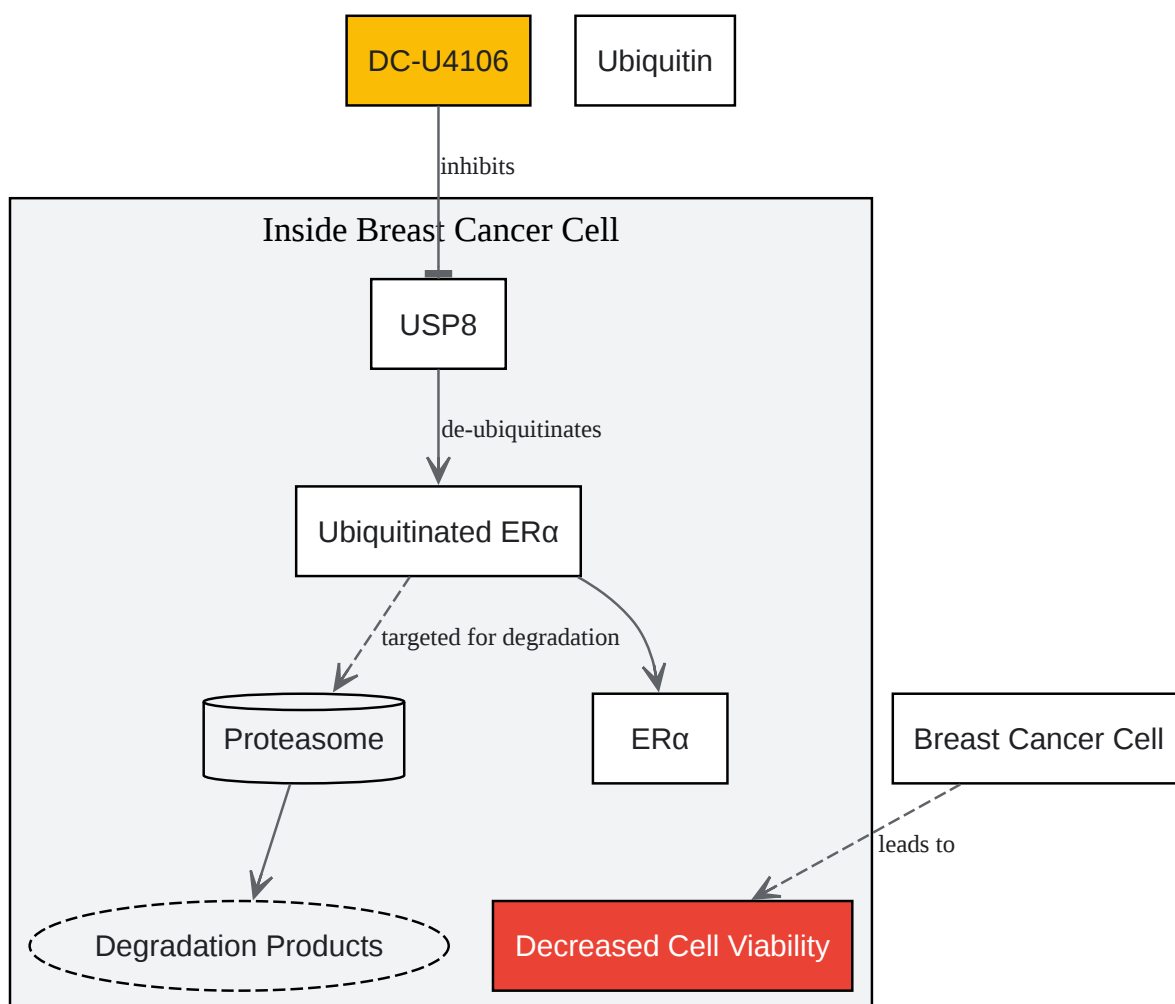 DC-U4106
Ubiquitin
inhibits
Inside Breast Cancer Cell
USP8
de-ubiquitinates
Ubiquitinated ERα
targeted for degradation
Proteasome
ERα
Breast Cancer Cell
leads to
Degradation Products
Decreased Cell Viability